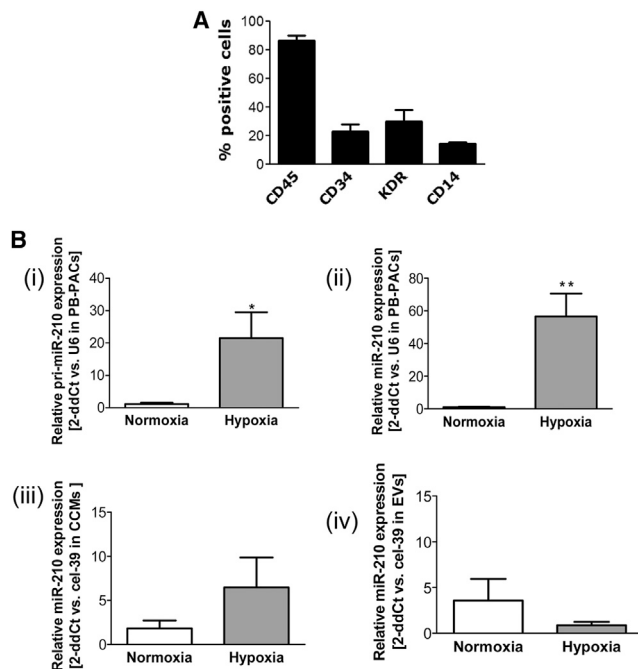 A
% positive cells
100
80
60
40
20
0
CD45
CD34
KDR
CD14
B
(i)
Relative pri-miR-210 expression
[2-ddCt vs. U6 in PB-PACs]
40
30
20
10
0
*
Normoxia
Hypoxia
(ii)
Relative miR-210 expression
[2-ddCt vs. U6 in PB-PACs]
80
60
40
20
0
**
Normoxia
Hypoxia
(iii)
Relative miR-210 expression
[2-ddCt vs. cel-39 in CCMs ]
15
10
5
0
Normoxia
Hypoxia
(iv)
Relative miR-210 expression
[2-ddCt vs. cel-39 in EVs]
15
10
5
0
Normoxia
Hypoxia